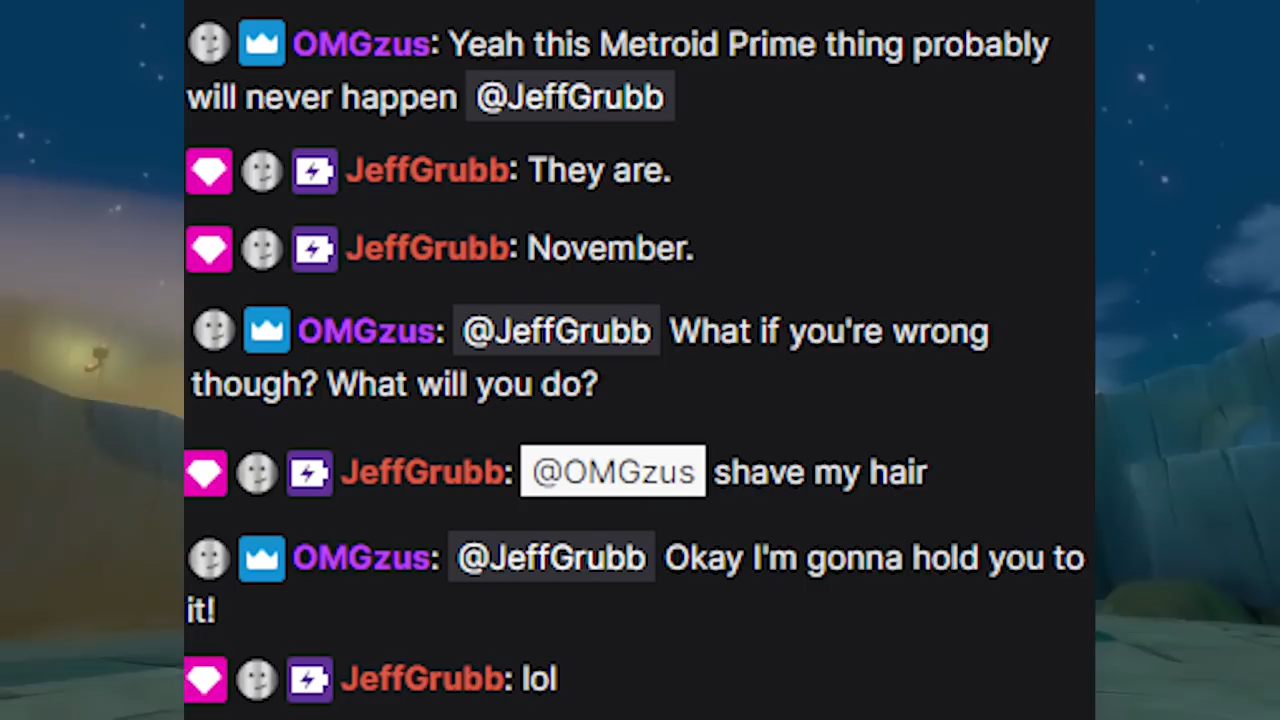 OMGzus: Yeah this Metroid Prime thing probably
will never happen @JeffGrubb
JeffGrubb: They are.
JeffGrubb: November.
OMGzus: @JeffGrubb What if you're wrong
though? What will you do?
JeffGrubb: @OMGzus shave my hair
OMGzus: @JeffGrubb Okay I'm gonna hold you to
it!
JeffGrubb: lol